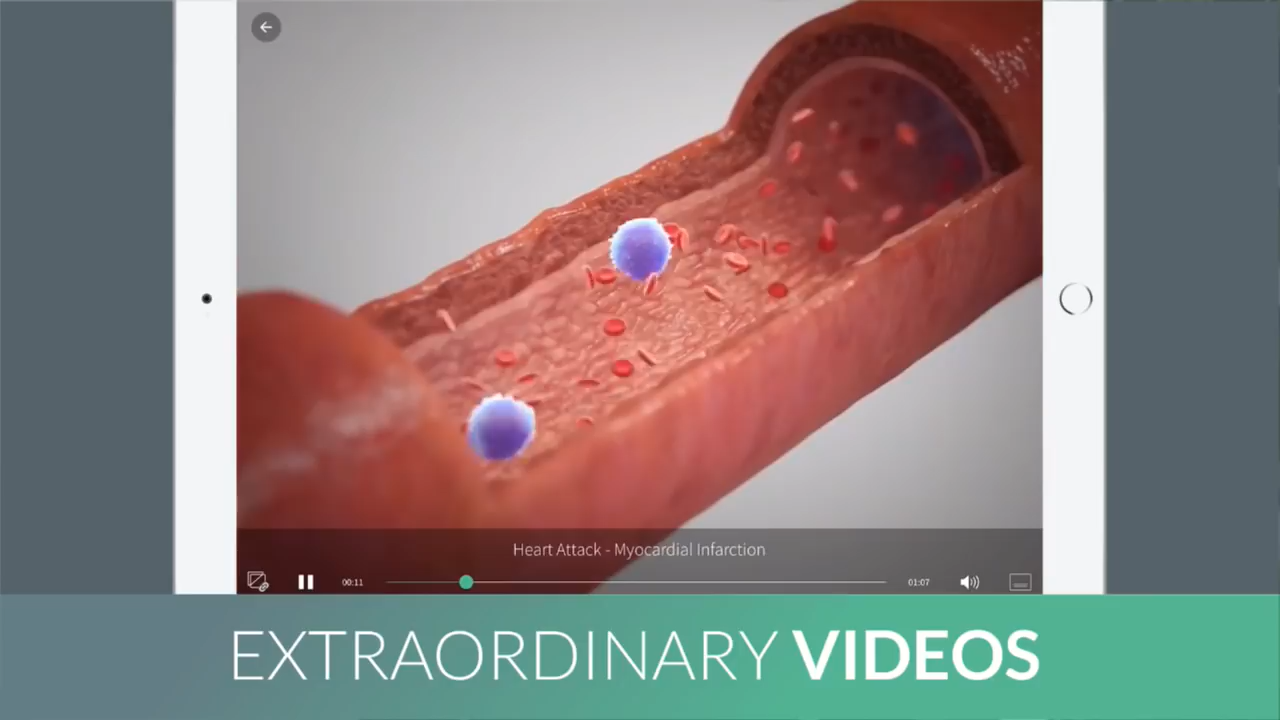 Heart Attack - Myocardial Infarction
00:11
01:07
EXTRAORDINARY VIDEOS